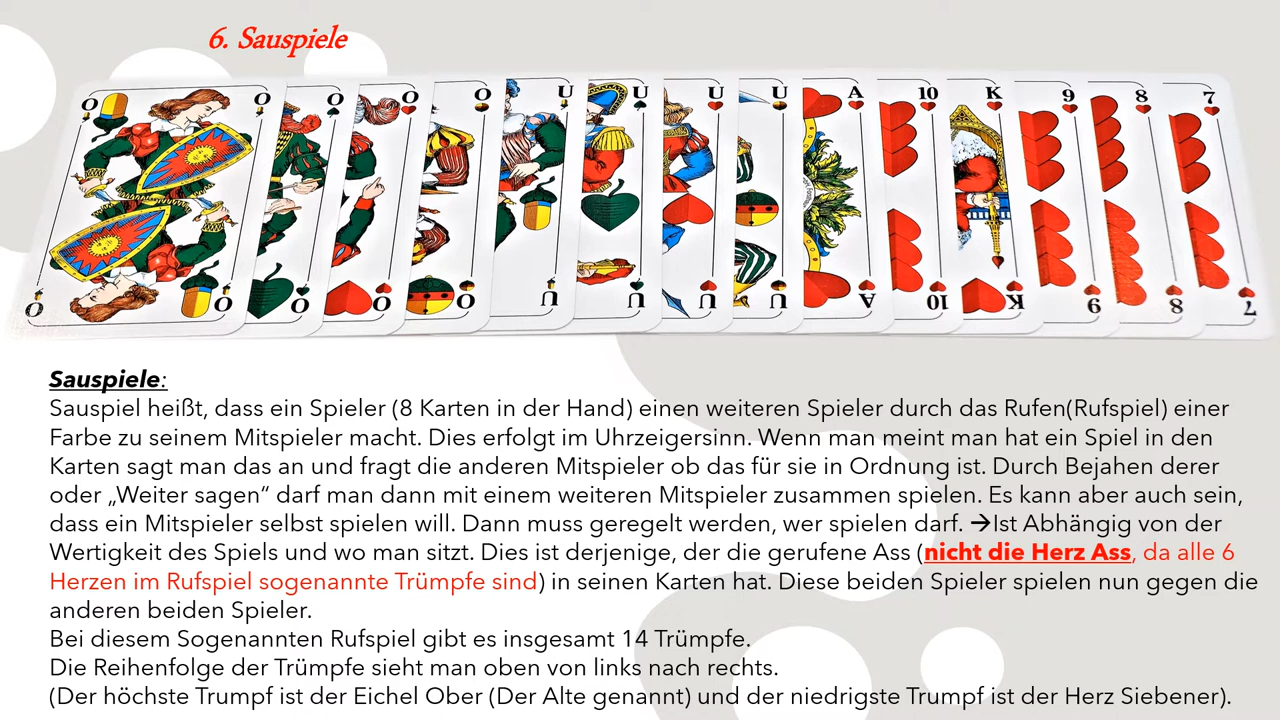 6. Sauspiele
O O O O O U U U U A 10 K 9 8 7
O O O O O U U U U A 10 K 9 8 7
Sauspiele:
Sauspiel heißt, dass ein Spieler (8 Karten in der Hand) einen weiteren Spieler durch das Rufen(Rufspiel) einer
Farbe zu seinem Mitspieler macht. Dies erfolgt im Uhrzeigersinn. Wenn man meint man hat ein Spiel in den
Karten sagt man das an und fragt die anderen Mitspieler ob das für sie in Ordnung ist. Durch Bejahen derer
oder „Weiter sagen“ darf man dann mit einem weiteren Mitspieler zusammen spielen. Es kann aber auch sein,
dass ein Mitspieler selbst spielen will. Dann muss geregelt werden, wer spielen darf. →Ist Abhängig von der
Wertigkeit des Spiels und wo man sitzt. Dies ist derjenige, der die gerufene Ass (nicht die Herz Ass, da alle 6
Herzen im Rufspiel sogenannte Trümpfe sind) in seinen Karten hat. Diese beiden Spieler spielen nun gegen die
anderen beiden Spieler.
Bei diesem Sogenannten Rufspiel gibt es insgesamt 14 Trümpfe.
Die Reihenfolge der Trümpfe sieht man oben von links nach rechts.
(Der höchste Trumpf ist der Eichel Ober (Der Alte genannt) und der niedrigste Trumpf ist der Herz Siebener).